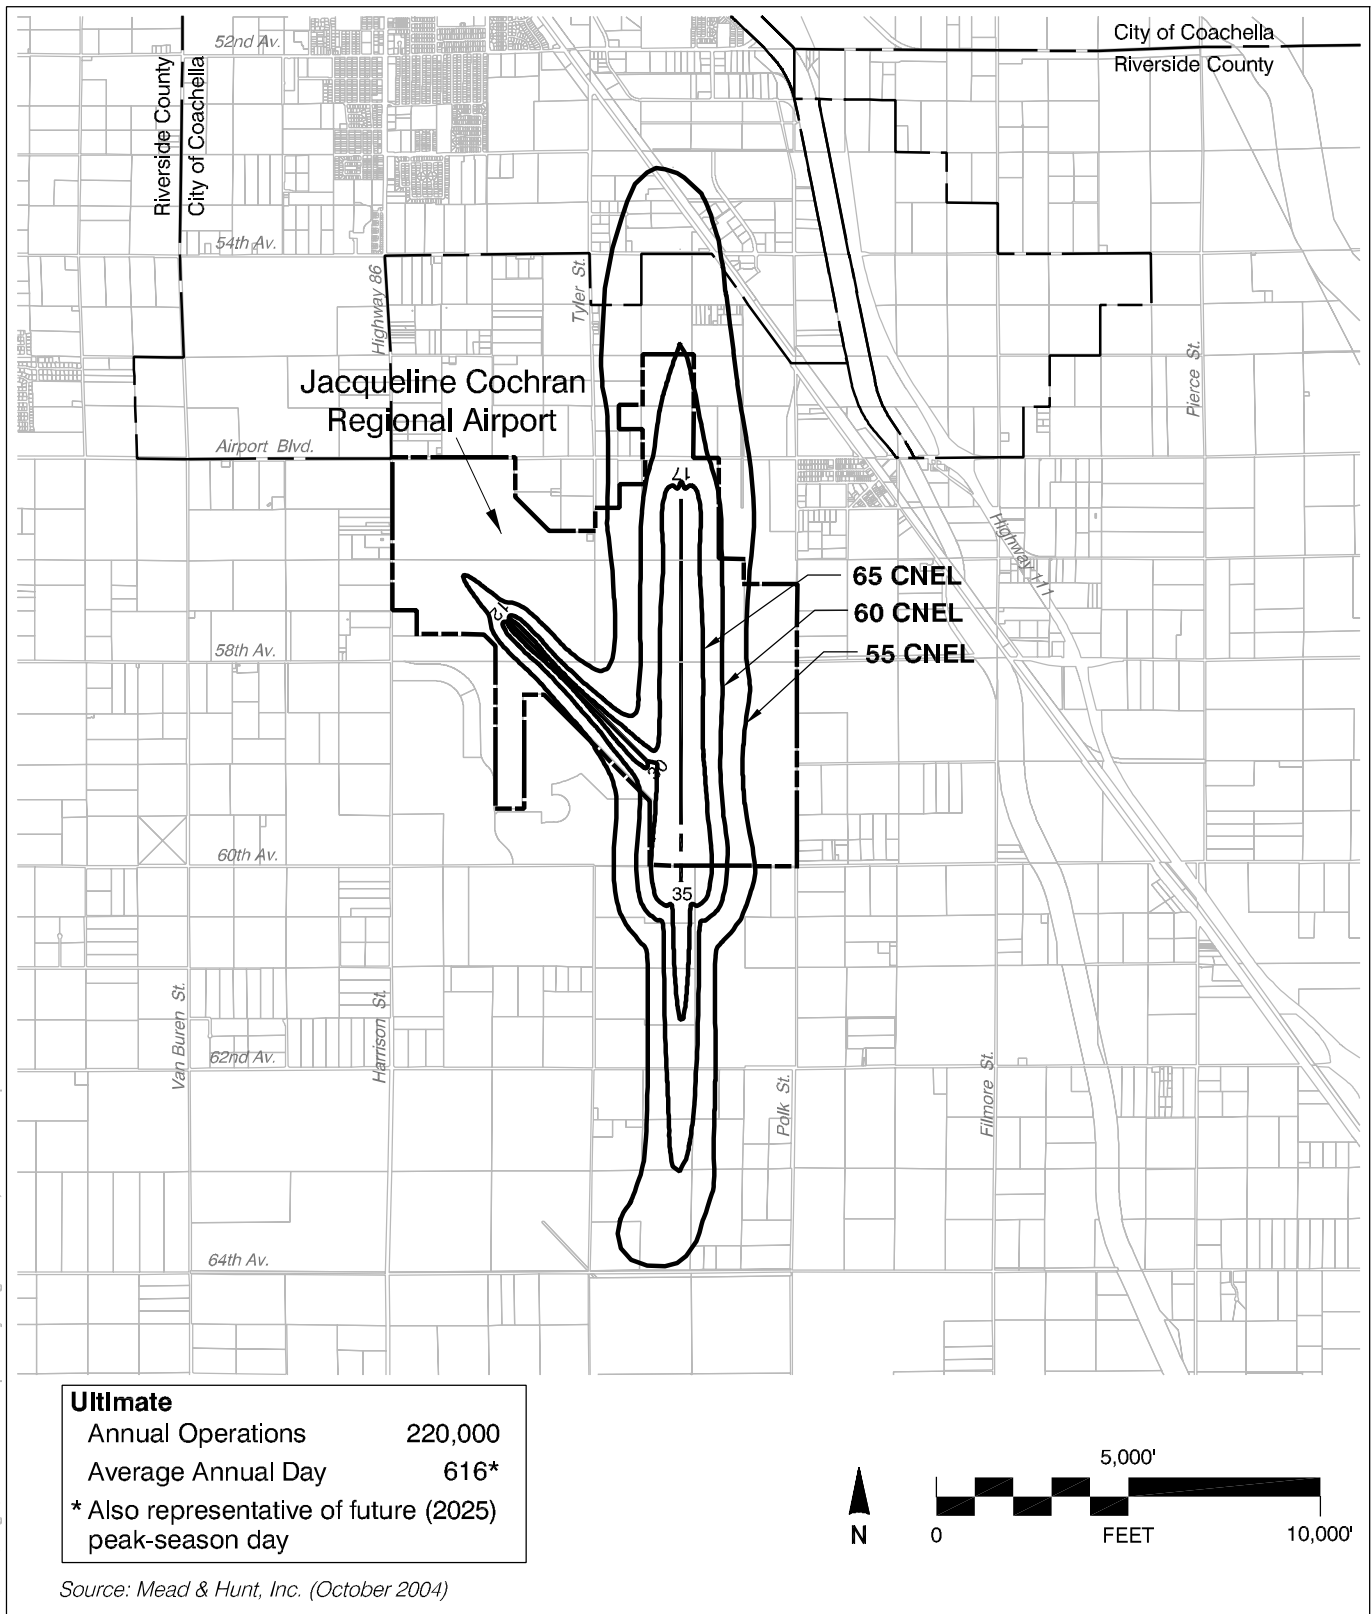 City of Coachella
Riverside County
52nd Av.
Riverside County
City of Coachella
54th Av.
Highway 86
Tyler St.
Pierce St.
Jacqueline Cochran
Regional Airport
Airport Blvd.
17
Highway 111
65 CNEL
60 CNEL
55 CNEL
12
58th Av.
30
60th Av.
35
Van Buren St.
Harrison St.
62nd Av.
Polk St.
Filmore St.
64th Av.
UltImate
Annual Operations 220,000
Average Annual Day 616*
* Also representative of future (2025)
peak-season day
5,000'
N
0 FEET 10,000'
Source: Mead & Hunt, Inc. (October 2004)